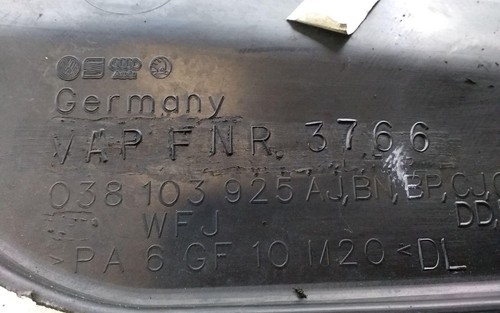 Germany
VAP FNR. 3766
038 103 925 AJ,BN,BP,CJ,
DD,
WFJ
>PA 6 GF 10 M20 <DL